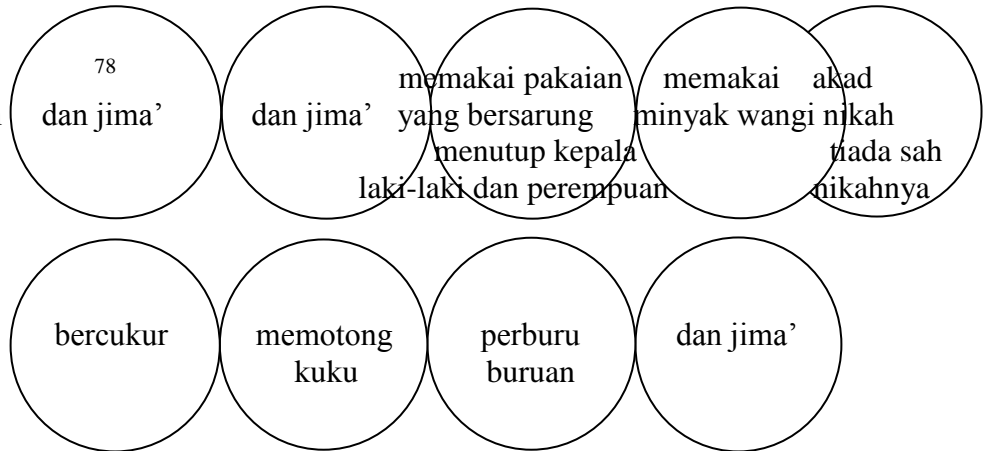 78
dan jima’ dan jima’ memakai pakaian memakai akad
yang bersarung minyak wangi nikah
menutup kepala tiada sah
laki-laki dan perempuan nikahnya
bercukur memotong perburu dan jima’
kuku buruan